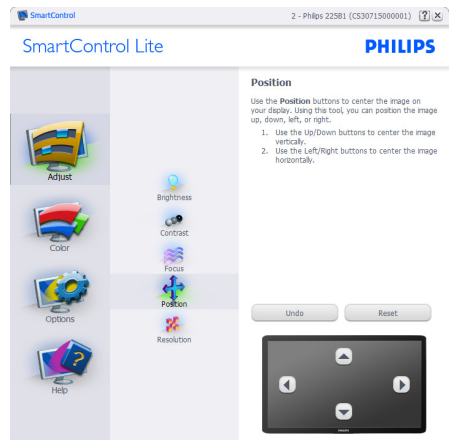 SmartControl
2 - Philips 225B1 (CS30715000001)
SmartControl Lite
PHILIPS
Adjust
Color
Options
Help
Brightness
Contrast
Focus
Position
Resolution
Position
Use the Position buttons to center the image on
your display. Using this tool, you can position the image
up, down, left, or right.
1. Use the Up/Down buttons to center the image
vertically.
2. Use the Left/Right buttons to center the image
horizontally.
Undo
Reset
PHILIPS